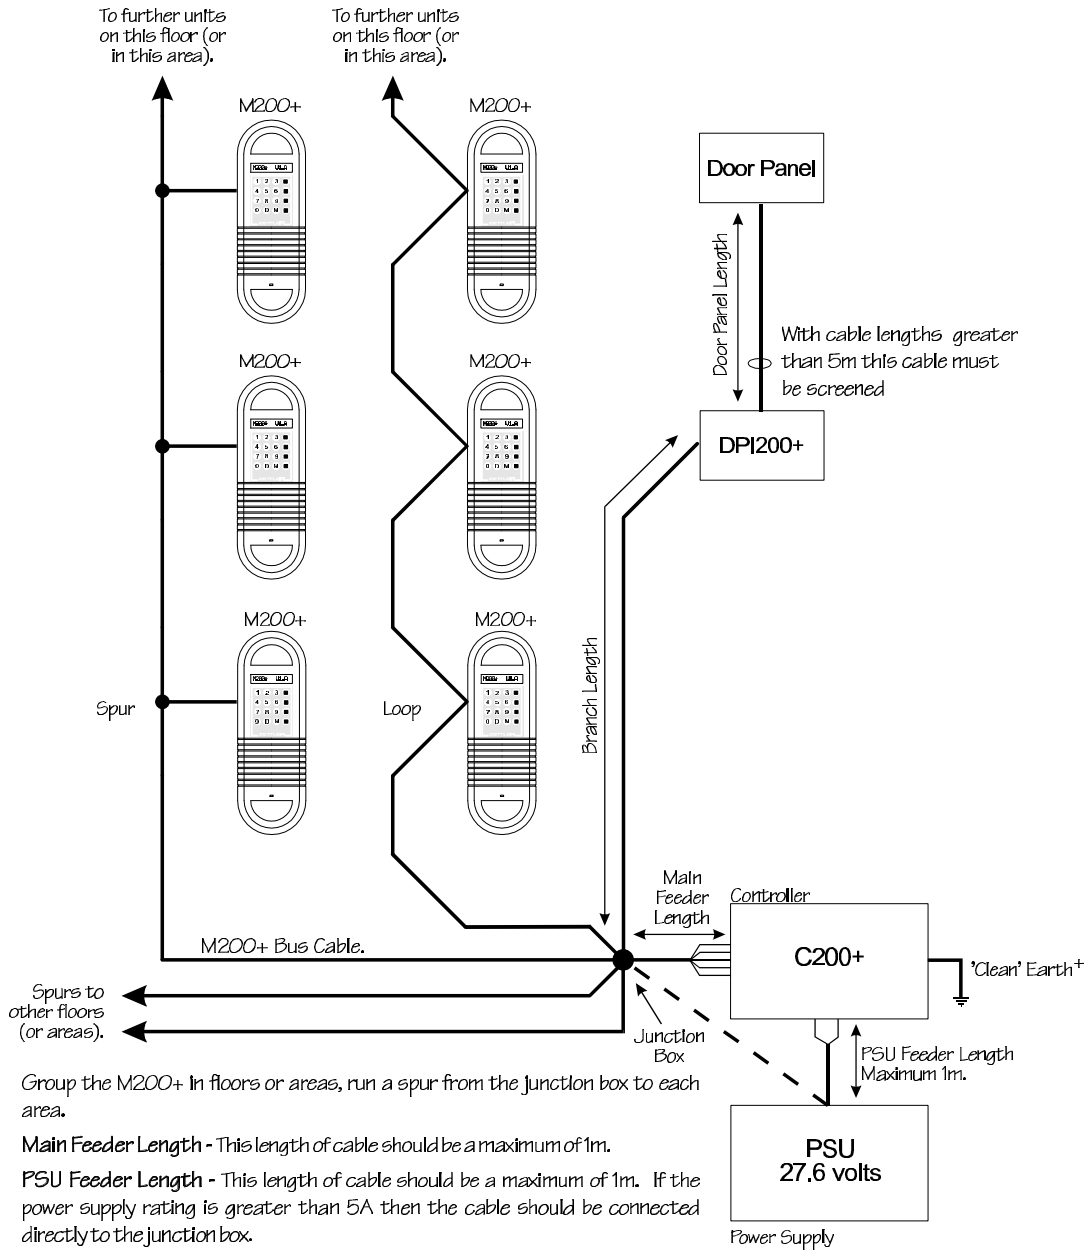 To further units
on this floor (or
in this area).
To further units
on this floor (or
in this area).
M200+
M200+
Door Panel
Door Panel Length
With cable lengths greater
than 5m this cable must
be screened
M200+
M200+
DPI200+
M200+
M200+
Branch Length
Spur
Loop
Main
Feeder
Length
Controller
C200+
'Clean' Earth+
M200+ Bus Cable.
Spurs to
other floors
(or areas).
Junction
Box
PSU Feeder Length
Maximum 1m.
Group the M200+ in floors or areas, run a spur from the junction box to each
area.
Main Feeder Length - This length of cable should be a maximum of 1m.
PSU Feeder Length - This length of cable should be a maximum of 1m. If the
power supply rating is greater than 5A then the cable should be connected
directly to the junction box.
PSU
27.6 volts
Power Supply